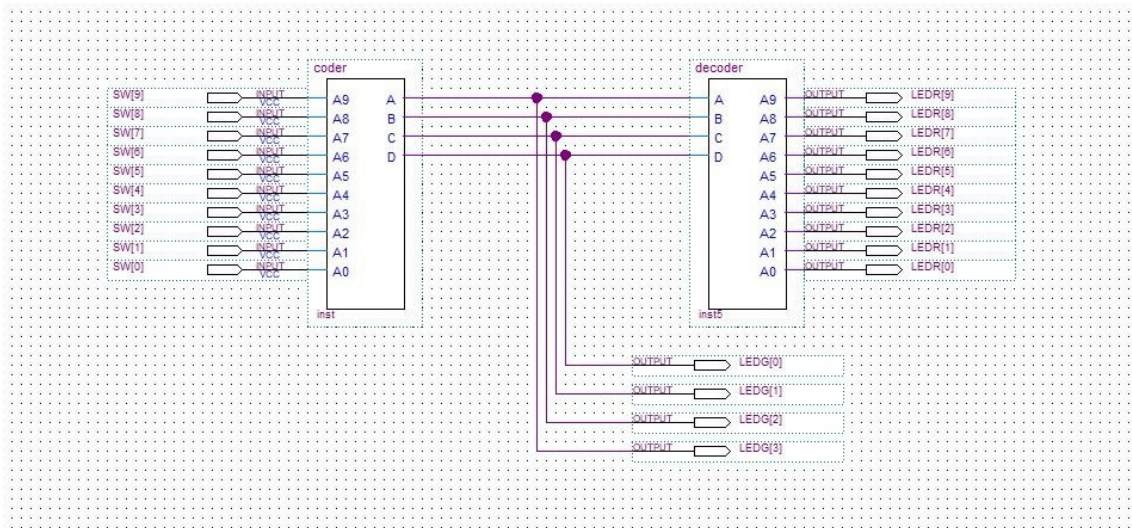 coder
decoder
SW[9] INPUT VCC A9 A A A9 OUTPUT LEDR[9]
SW[8] INPUT VCC A8 B B A8 OUTPUT LEDR[8]
SW[7] INPUT VCC A7 C C A7 OUTPUT LEDR[7]
SW[6] INPUT VCC A6 D D A6 OUTPUT LEDR[6]
SW[5] INPUT VCC A5 A5 OUTPUT LEDR[5]
SW[4] INPUT VCC A4 A4 OUTPUT LEDR[4]
SW[3] INPUT VCC A3 A3 OUTPUT LEDR[3]
SW[2] INPUT VCC A2 A2 OUTPUT LEDR[2]
SW[1] INPUT VCC A1 A1 OUTPUT LEDR[1]
SW[0] INPUT VCC A0 A0 OUTPUT LEDR[0]
inst
inst5
OUTPUT LEDG[0]
OUTPUT LEDG[1]
OUTPUT LEDG[2]
OUTPUT LEDG[3]